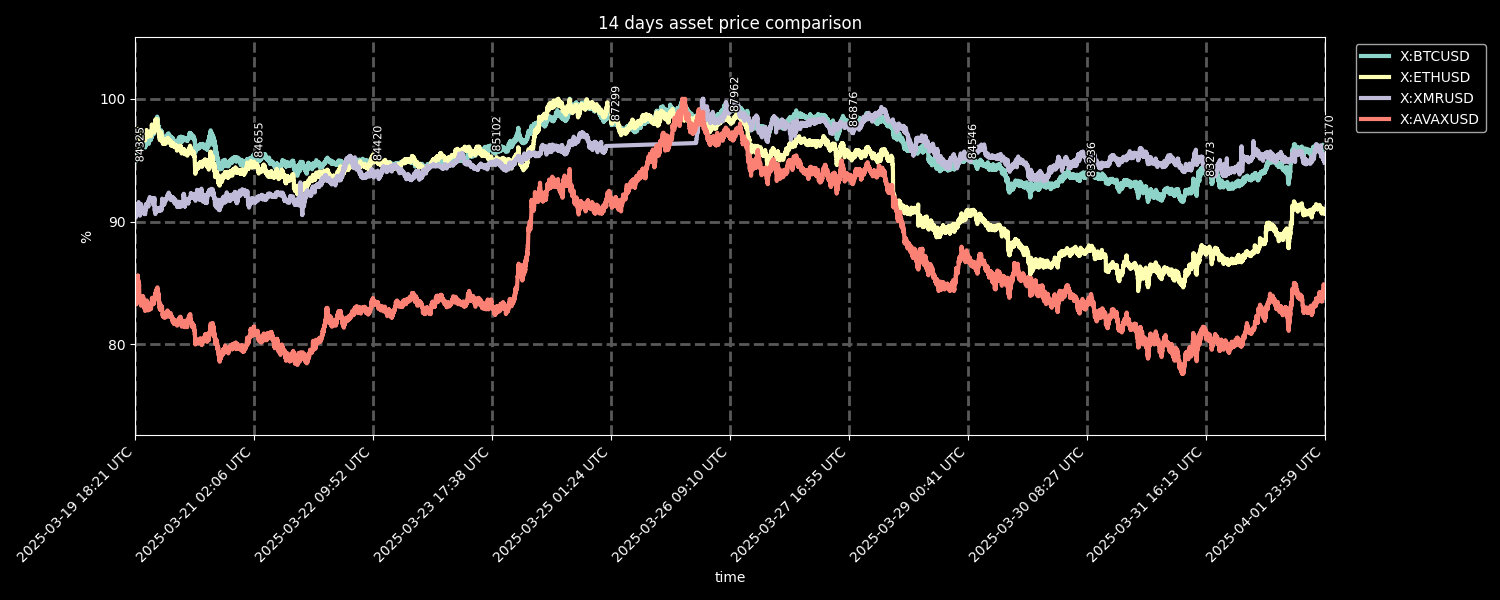 14 days asset price comparison
X:BTCUSD
X:ETHUSD
X:XMRUSD
X:AVAXUSD
%
100
90
80
84655
84420
85102
87299
87962
86876
84546
83236
83273
85170
2025-03-19 18:21 UTC
2025-03-21 02:06 UTC
2025-03-22 09:52 UTC
2025-03-23 17:38 UTC
2025-03-25 01:24 UTC
2025-03-26 09:10 UTC
2025-03-27 16:55 UTC
2025-03-29 00:41 UTC
2025-03-30 08:27 UTC
2025-03-31 16:13 UTC
2025-04-01 23:59 UTC
time